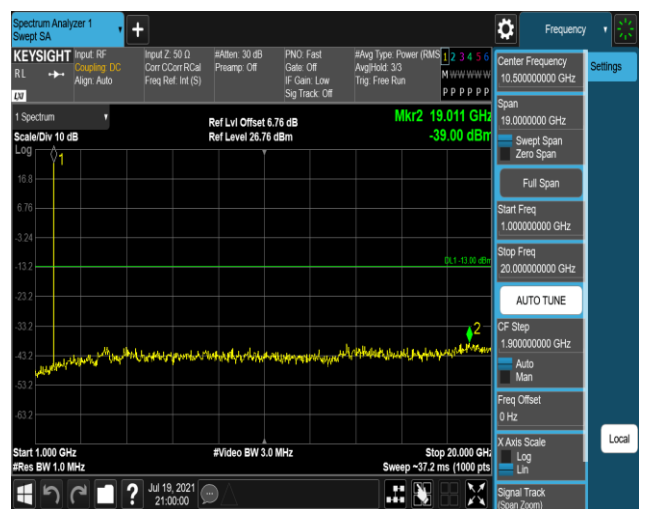 Spectrum Analyzer 1
Swept SA
+
Frequency
KEYSIGHT
RL
LXI
Input: RF
Coupling: DC
Align: Auto
Input Z: 50 Ω
Corr CCorr RCal
Freq Ref: Int (S)
#Atten: 30 dB
Preamp: Off
PNO: Fast
Gate: Off
IF Gain: Low
Sig Track: Off
#Avg Type: Power (RMS
Avg|Hold: 3/3
Trig: Free Run
1 2 3 4 5 6
M W W W W W
P P P P P P
1 Spectrum
Ref Lvl Offset 6.76 dB
Mkr2 19.011 GHz
Scale/Div 10 dB
Ref Level 26.76 dBm
-39.00 dBm
Log
1
16.8
6.76
-3.24
-13.2
DL1 -13.00 dBm
-23.2
-33.2
2
-43.2
-53.2
-63.2
Start 1.000 GHz
#Video BW 3.0 MHz
Stop 20.000 GHz
#Res BW 1.0 MHz
Sweep ~37.2 ms (1000 pts
?
Jul 19, 2021
21:00:00
Center Frequency
10.500000000 GHz
Settings
Span
19.0000000 GHz
Swept Span
Zero Span
Full Span
Start Freq
1.000000000 GHz
Stop Freq
20.000000000 GHz
AUTO TUNE
CF Step
1.900000000 GHz
Auto
Man
Freq Offset
0 Hz
X Axis Scale
Log
Lin
Local
Signal Track
(Span Zoom)